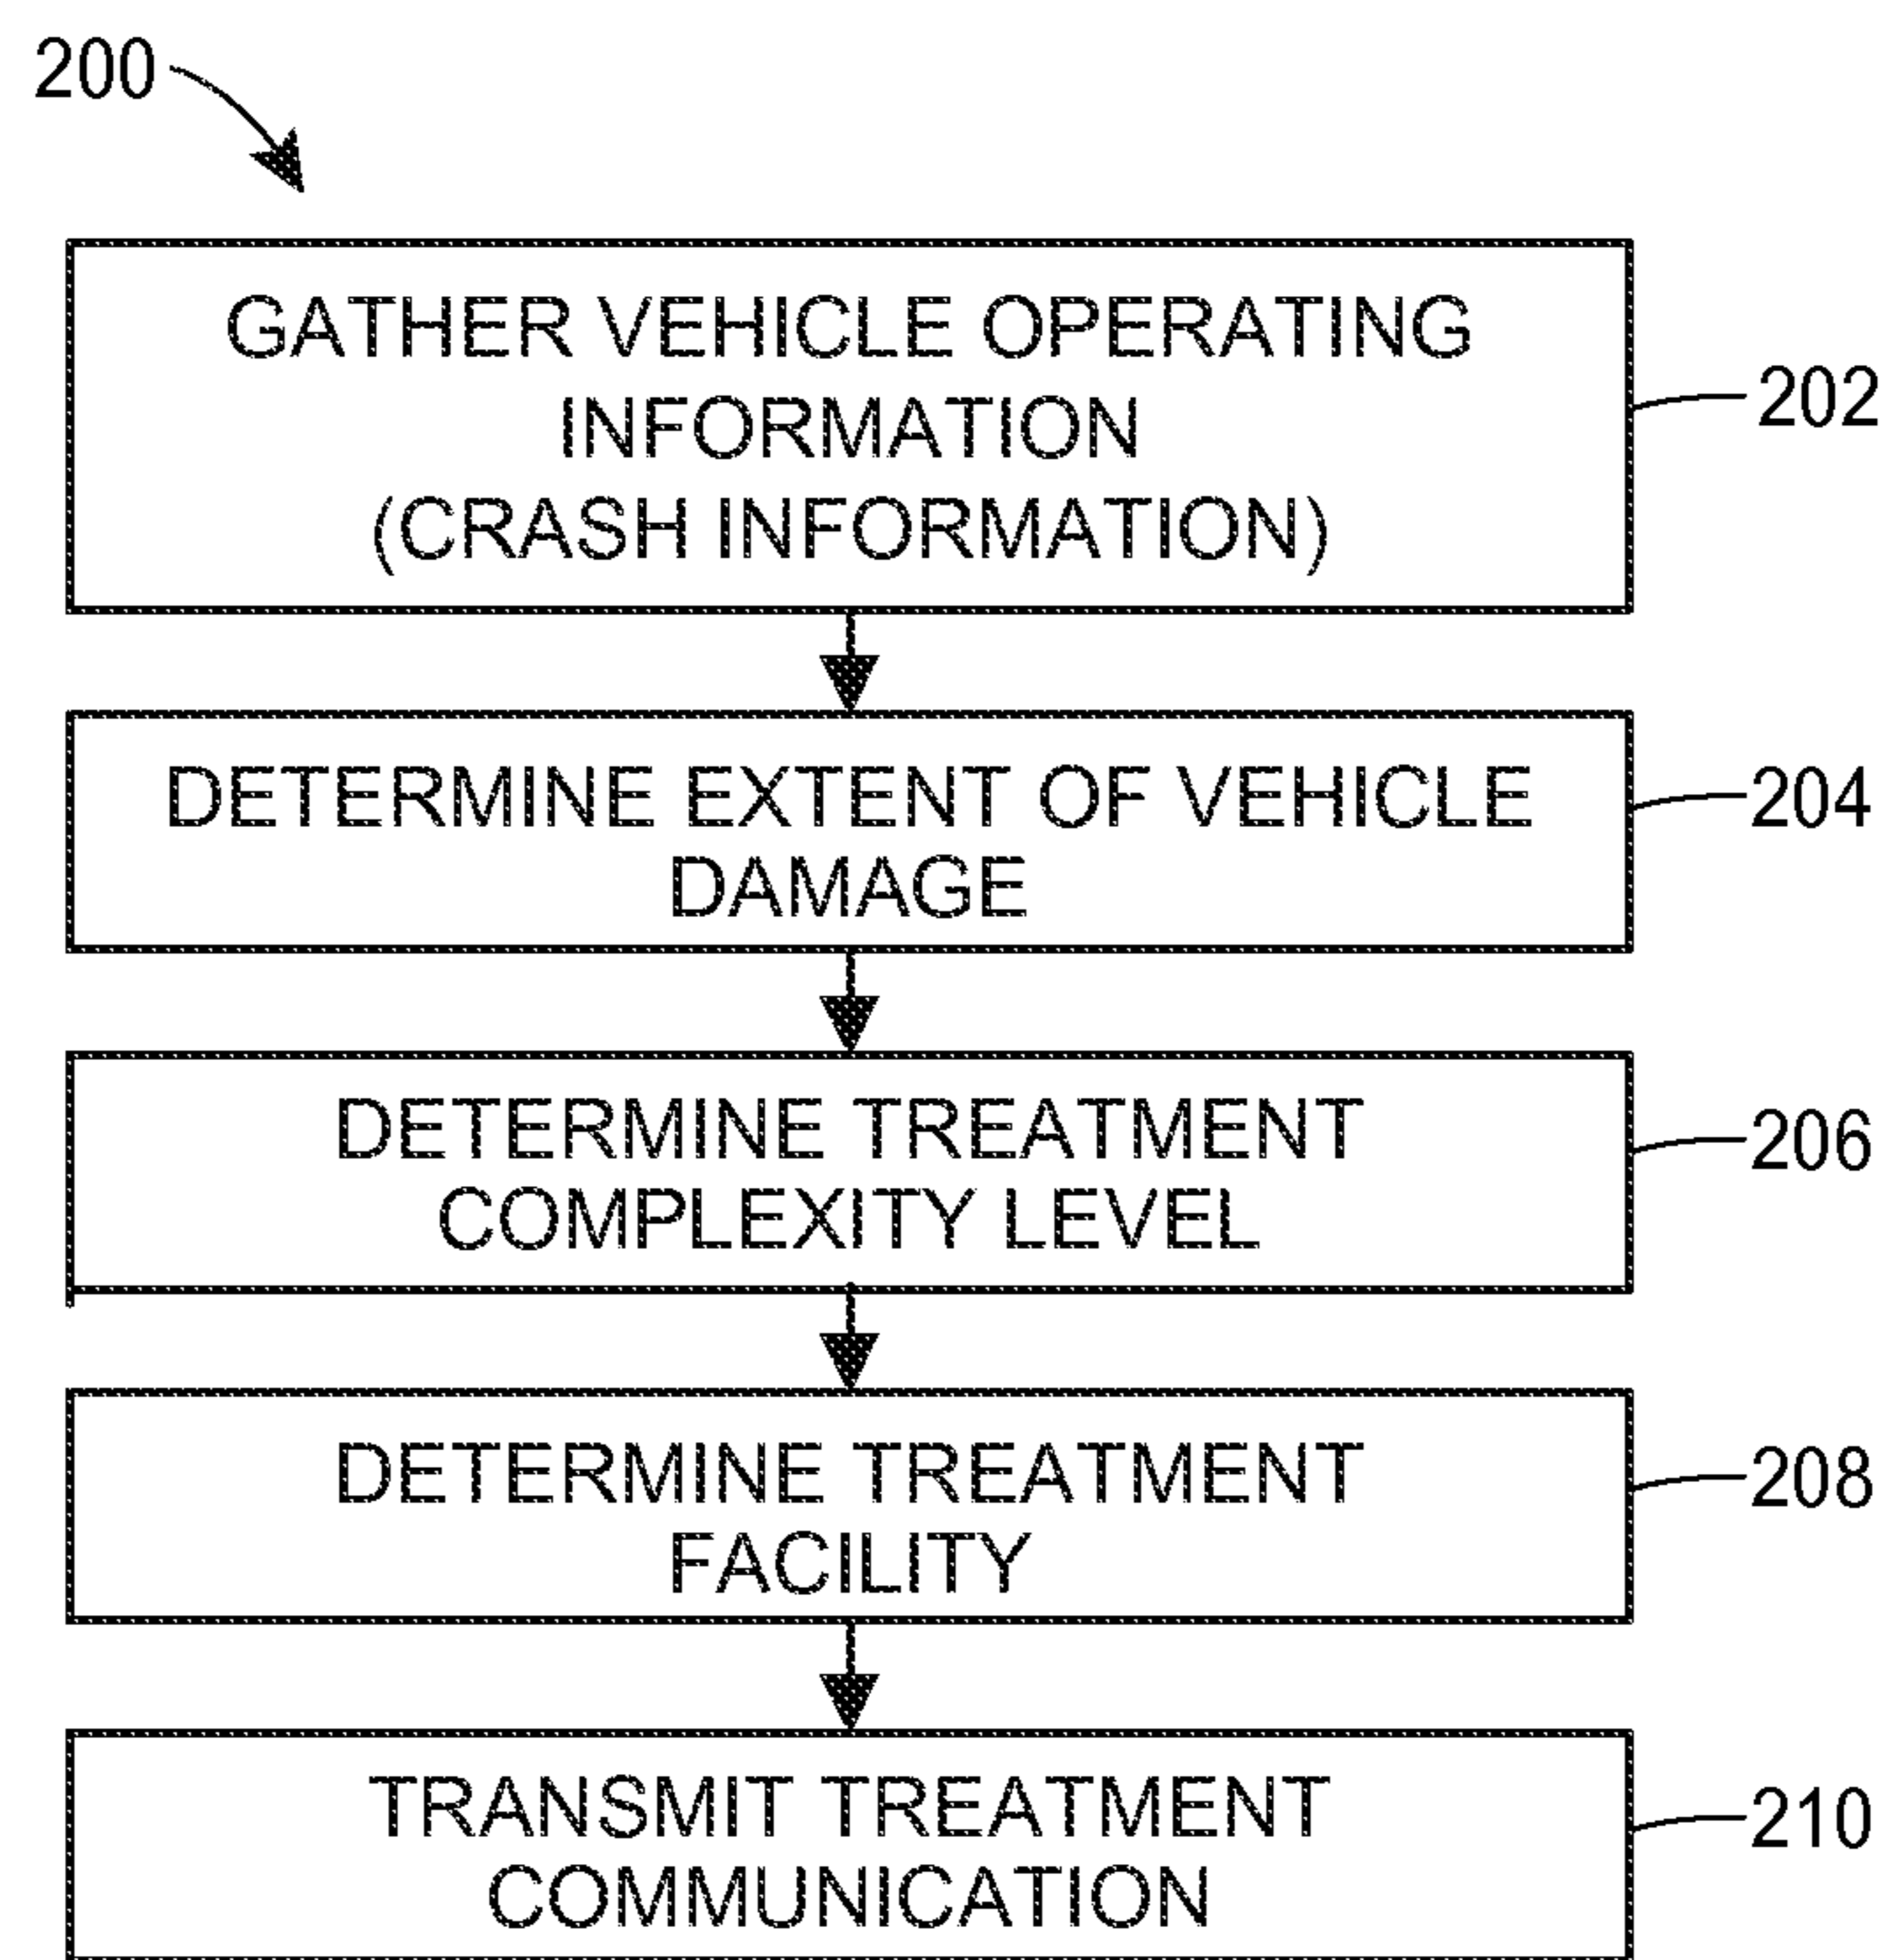 200
GATHER VEHICLE OPERATING
INFORMATION
(CRASH INFORMATION)
202
DETERMINE EXTENT OF VEHICLE
DAMAGE
204
DETERMINE TREATMENT
COMPLEXITY LEVEL
206
DETERMINE TREATMENT
FACILITY
208
TRANSMIT TREATMENT
COMMUNICATION
210